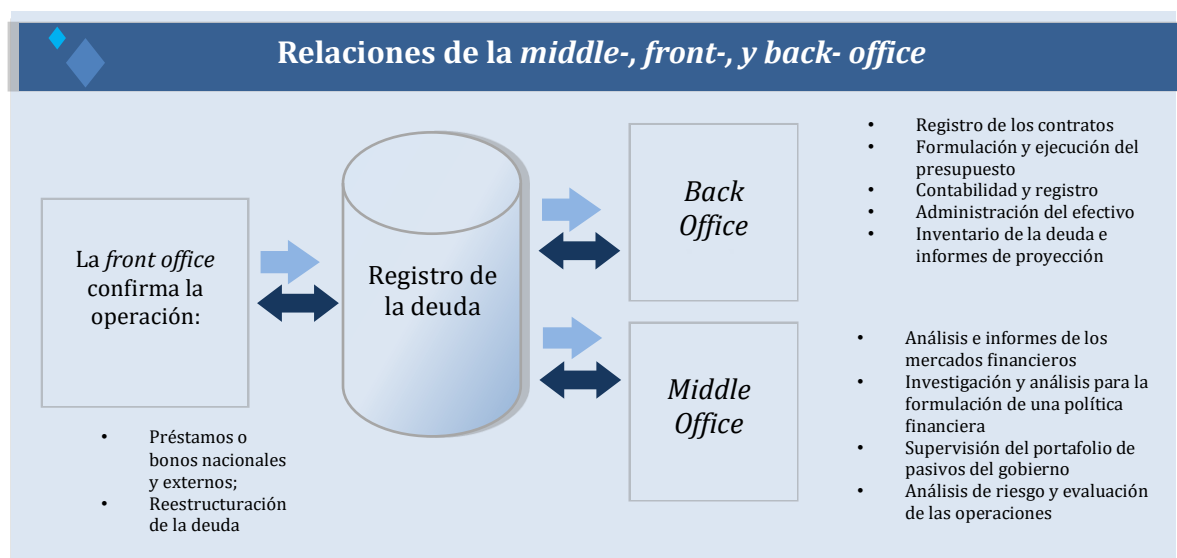 Relaciones de la middle-, front-, y back- office
La front office
confirma la
operación:
• Préstamos o
bonos nacionales
y externos;
• Reestructuración
de la deuda
Registro de
la deuda
Back
Office
• Registro de los contratos
• Formulación y ejecución del
presupuesto
• Contabilidad y registro
• Administración del efectivo
• Inventario de la deuda e
informes de proyección
Middle
Office
• Análisis e informes de los
mercados financieros
• Investigación y análisis para la
formulación de una política
financiera
• Supervisión del portafolio de
pasivos del gobierno
• Análisis de riesgo y evaluación
de las operaciones